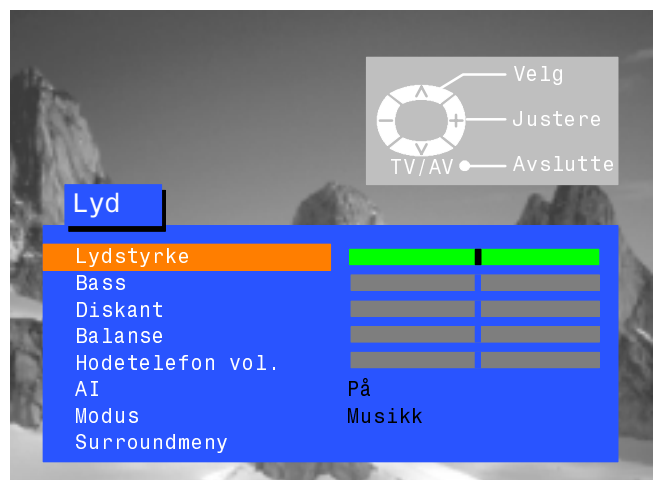 Velg
Justere
TV/AV Avslutte
Lyd
Lydstyrke
Bass
Diskant
Balanse
Hodetelefon vol.
AI På
Modus Musikk
Surroundmeny